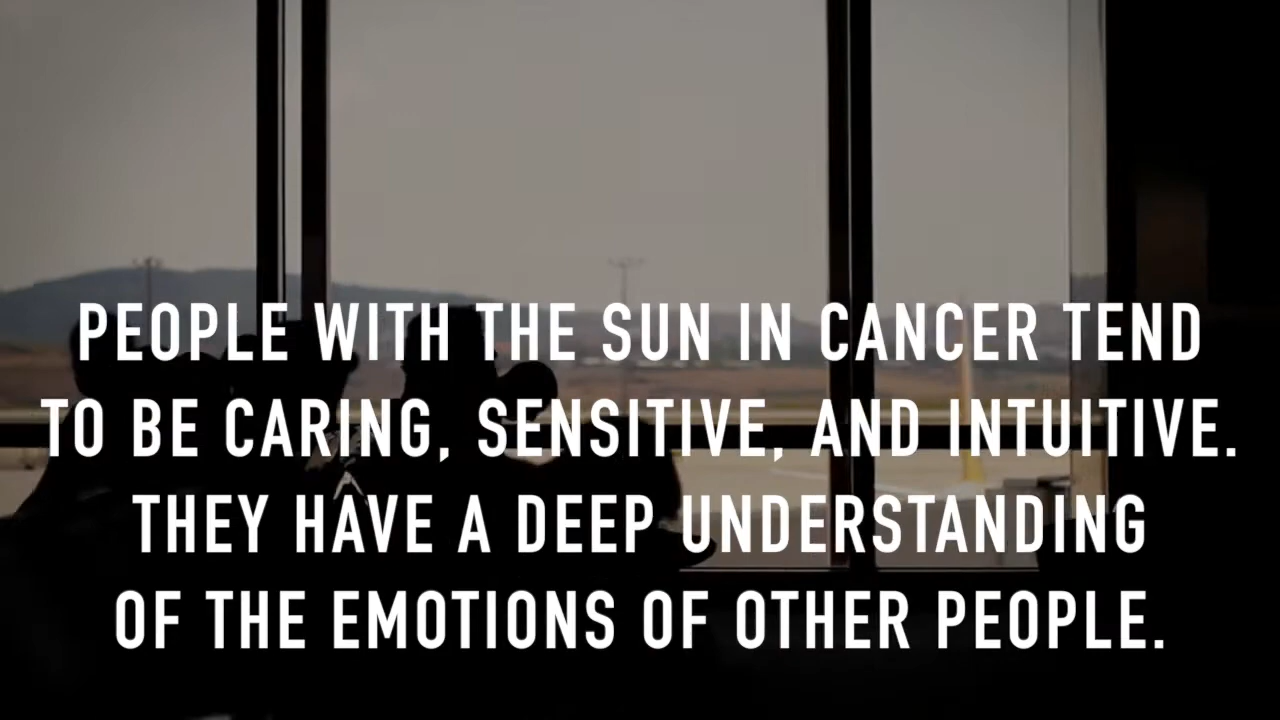 PEOPLE WITH THE SUN IN CANCER TEND
TO BE CARING, SENSITIVE, AND INTUITIVE.
THEY HAVE A DEEP UNDERSTANDING
OF THE EMOTIONS OF OTHER PEOPLE.